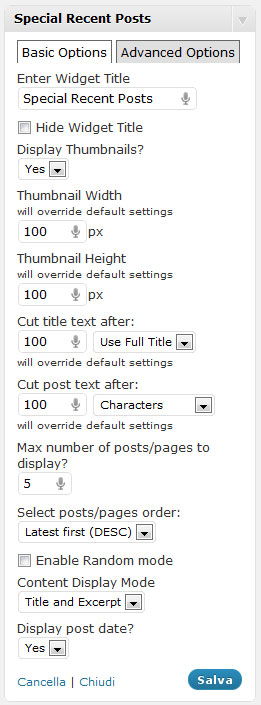 Special Recent Posts
Basic Options Advanced Options
Enter Widget Title
Special Recent Posts
Hide Widget Title
Display Thumbnails?
Yes
Thumbnail Width
will override default settings
100 px
Thumbnail Height
will override default settings
100 px
Cut title text after:
100 Use Full Title
will override default settings
Cut post text after:
100 Characters
will override default settings
Max number of posts/pages to
display?
5
Select posts/pages order:
Latest first (DESC)
Enable Random mode
Content Display Mode
Title and Excerpt
Display post date?
Yes
Cancella | Chiudi Salva